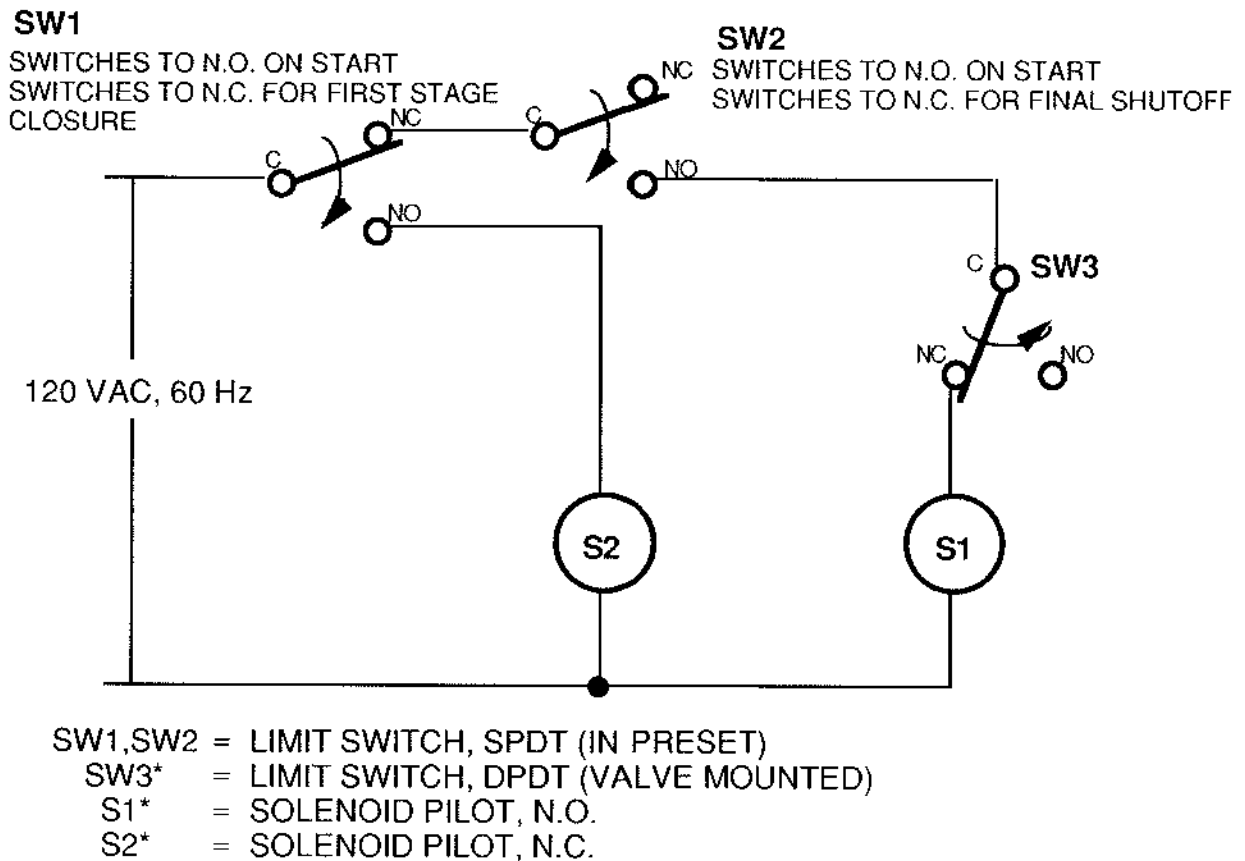 SW1
SWITCHES TO N.O. ON START
SWITCHES TO N.C. FOR FIRST STAGE
CLOSURE
SW2
SWITCHES TO N.O. ON START
SWITCHES TO N.C. FOR FINAL SHUTOFF
NC
C
NC
C
NO
NO
C
SW3
NC
NO
120 VAC, 60 Hz
S2
S1
SW1,SW2 = LIMIT SWITCH, SPDT (IN PRESET)
SW3* = LIMIT SWITCH, DPDT (VALVE MOUNTED)
S1* = SOLENOID PILOT, N.O.
S2* = SOLENOID PILOT, N.C.